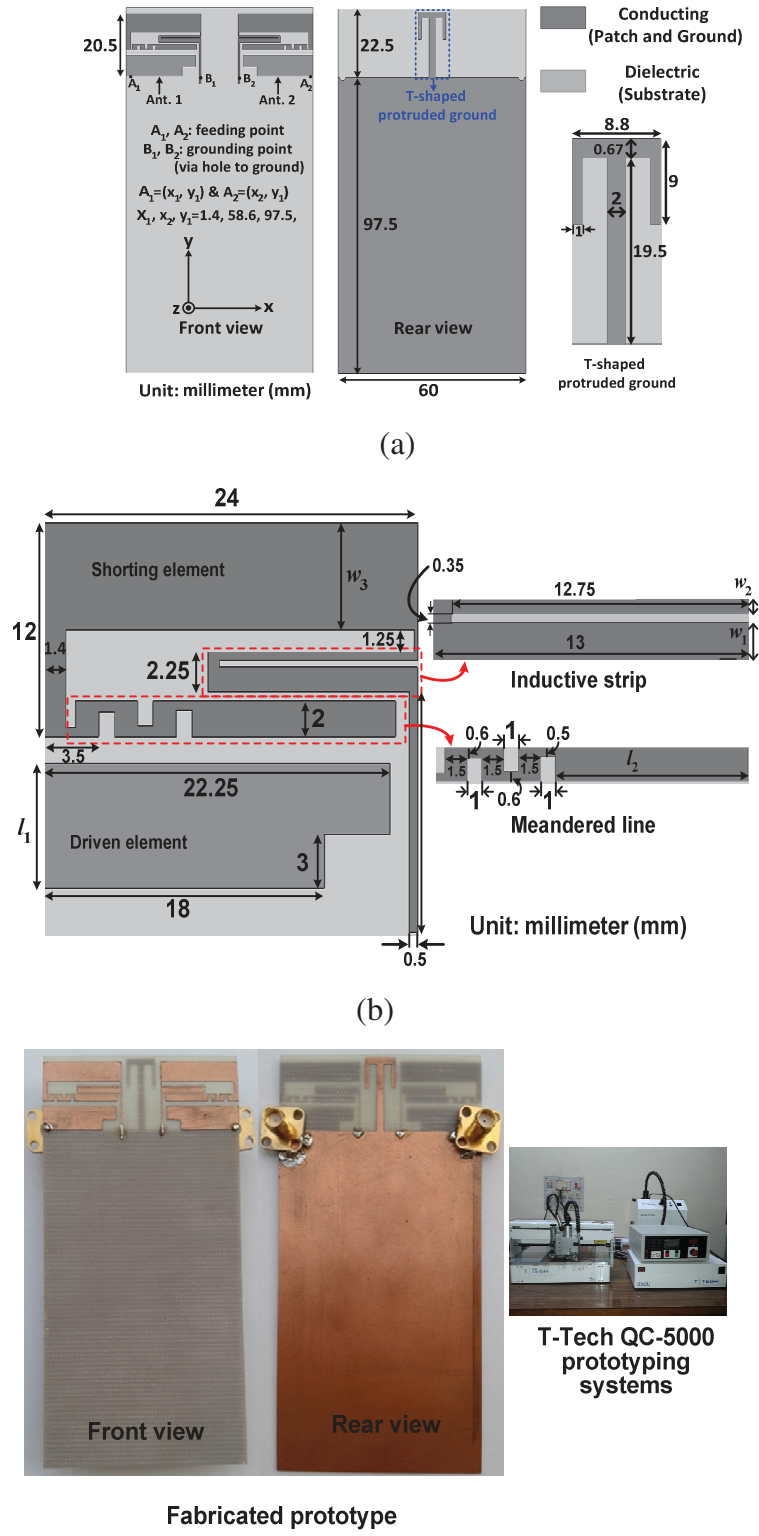 20.5
A1
B1
B2
A2
Ant. 1
Ant. 2
A1, A2: feeding point
B1, B2: grounding point
(via hole to ground)
A1=(x1, y1) & A2=(x2, y1)
X1, x2, y1=1.4, 58.6, 97.5,
y
z
x
Front view
Unit: millimeter (mm)
22.5
T-shaped
protruded ground
97.5
Rear view
60
Conducting
(Patch and Ground)
Dielectric
(Substrate)
8.8
0.67
9
2
1
19.5
T-shaped
protruded ground
(a)
24
Shorting element
w3
0.35
12
1.4
1.25
2.25
2
3.5
22.25
l1
Driven element
3
18
0.5
12.75
w2
13
w1
Inductive strip
0.6
1
0.5
1.5
1.5
1.5
l2
1
0.6
1
Meandered line
Unit: millimeter (mm)
(b)
Front view
Rear view
T-TECH
3500
T TECH
T-Tech QC-5000
prototyping
systems
Fabricated prototype